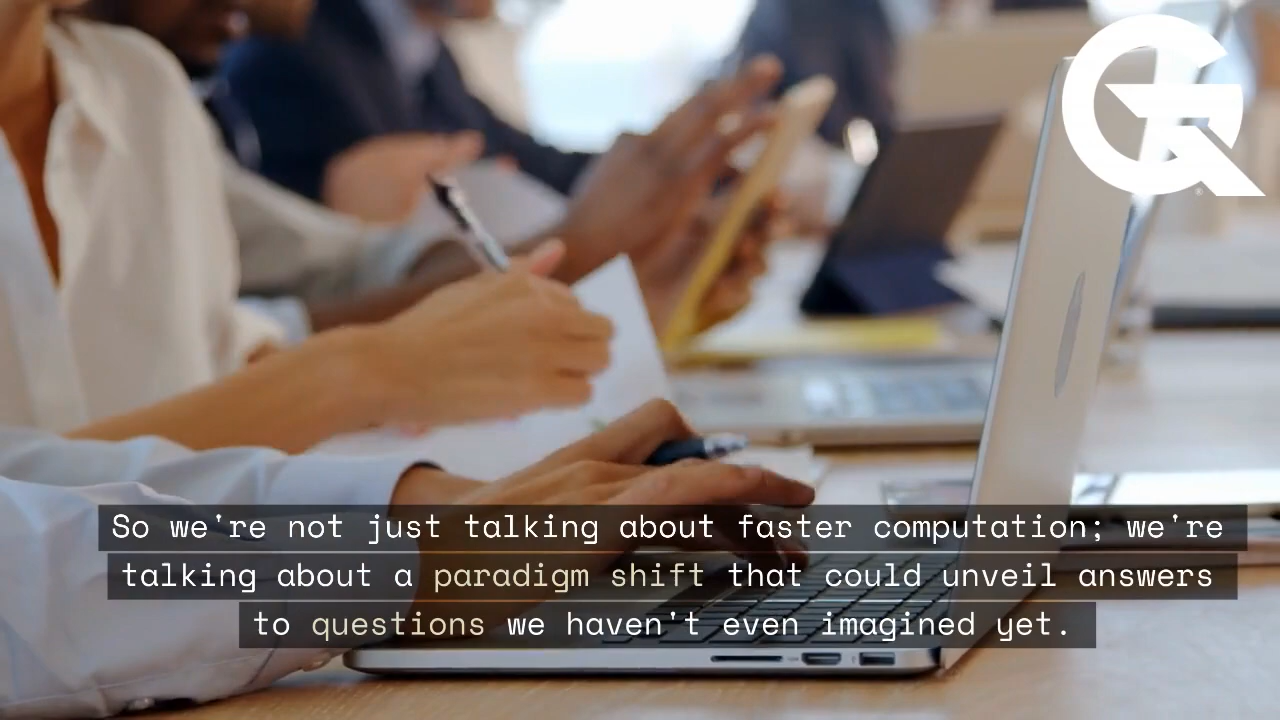 So we're not just talking about faster computation; we're
talking about a paradigm shift that could unveil answers
to questions we haven't even imagined yet.